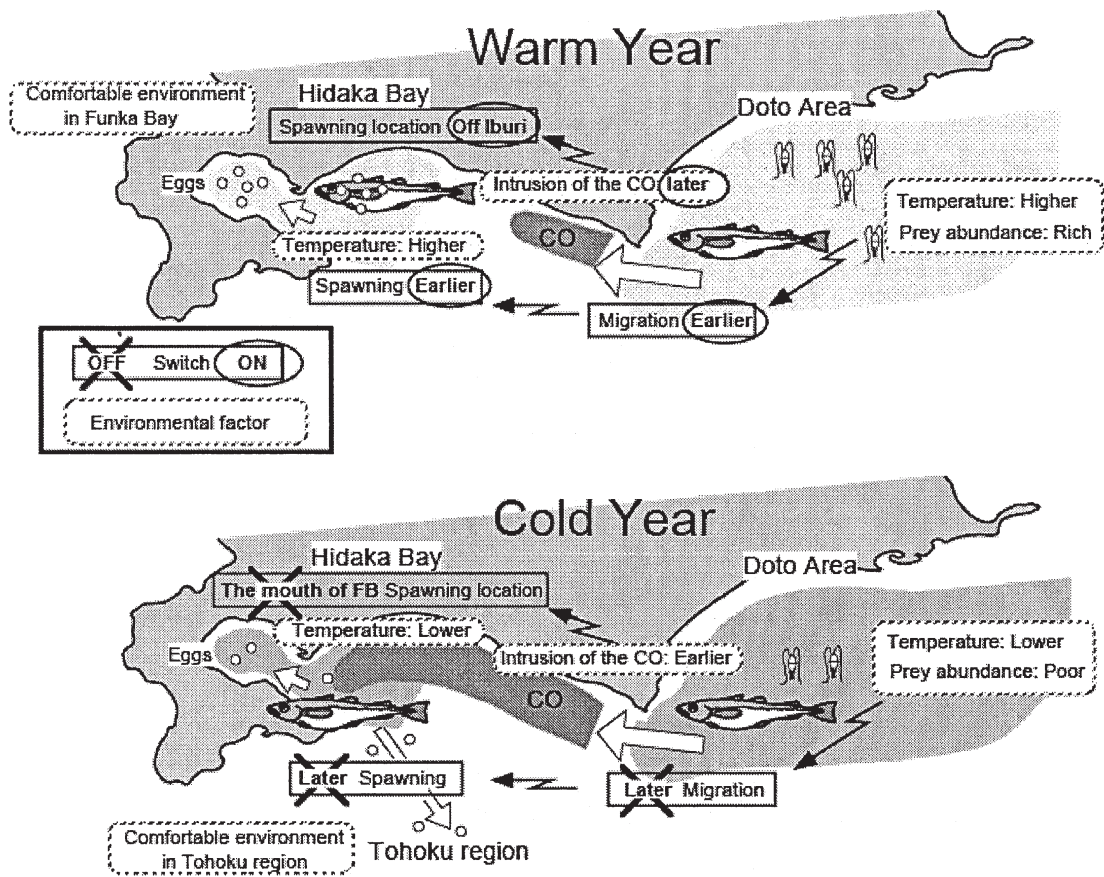 Warm Year
Comfortable environment
in Funka Bay
Hidaka Bay
Doto Area
Spawning location Off Iburi
Eggs
Intrusion of the CO: later
Temperature: Higher
Prey abundance: Rich
CO
Temperature: Higher
Spawning Earlier
Migration Earlier
OFF Switch ON
Environmental factor
Cold Year
Hidaka Bay
Doto Area
The mouth of FB Spawning location
Temperature: Lower
Eggs
Intrusion of the CO: Earlier
Temperature: Lower
Prey abundance: Poor
CO
Later Spawning
Later Migration
Comfortable environment
in Tohoku region
Tohoku region